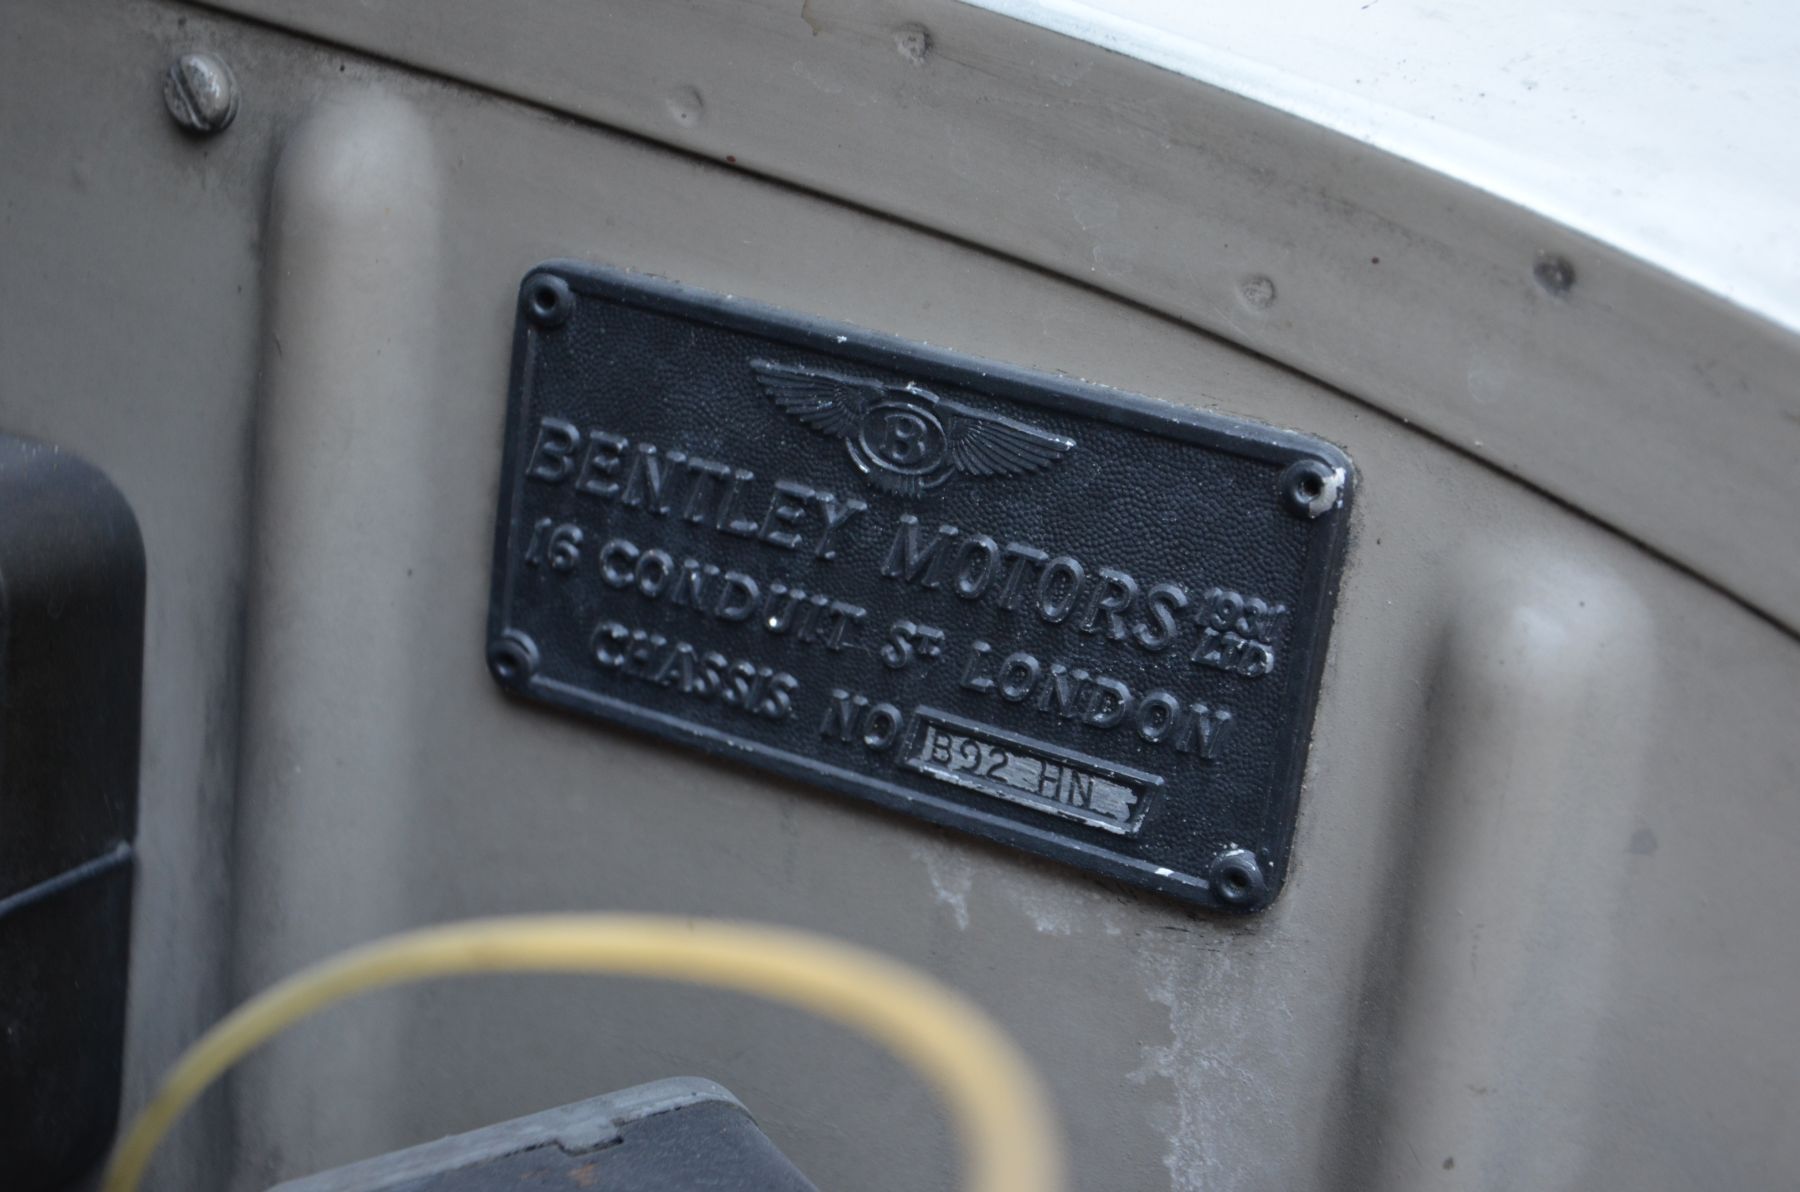 B
BENTLEY MOTORS 1931 LTD
16 CONDUIT ST LONDON
CHASSIS NO B92 HN